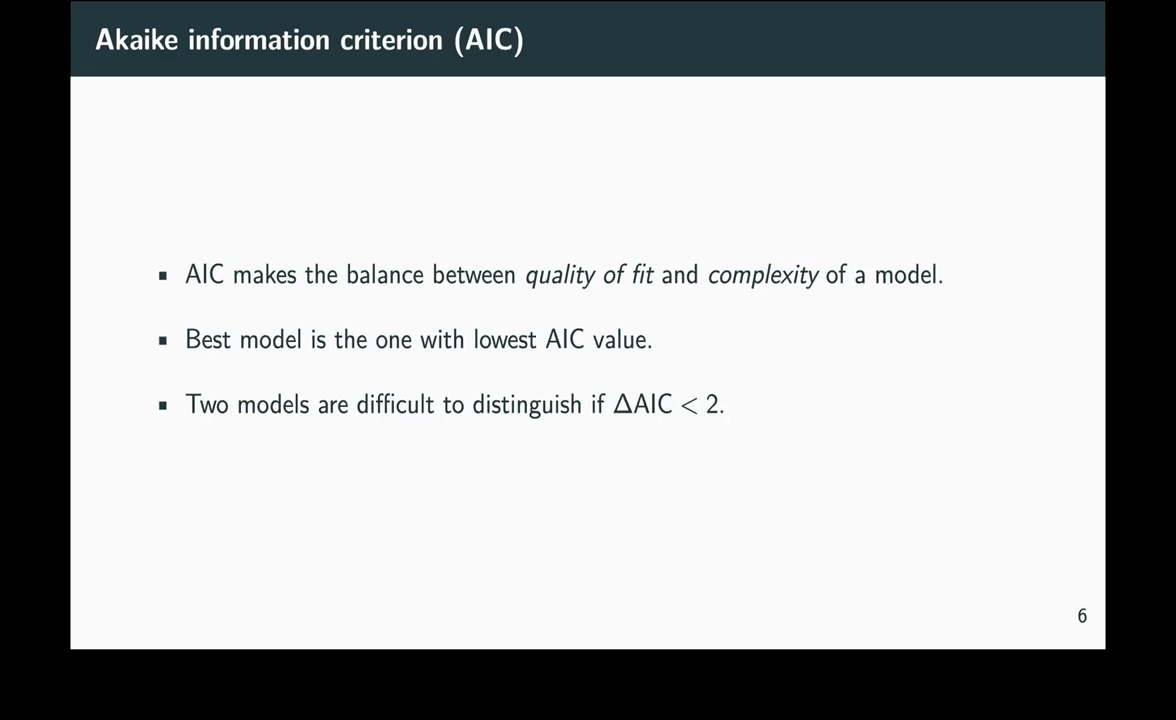 Akaike information criterion (AIC)
▪ AIC makes the balance between quality of fit and complexity of a model.
▪ Best model is the one with lowest AIC value.
▪ Two models are difficult to distinguish if ΔAIC < 2.
6